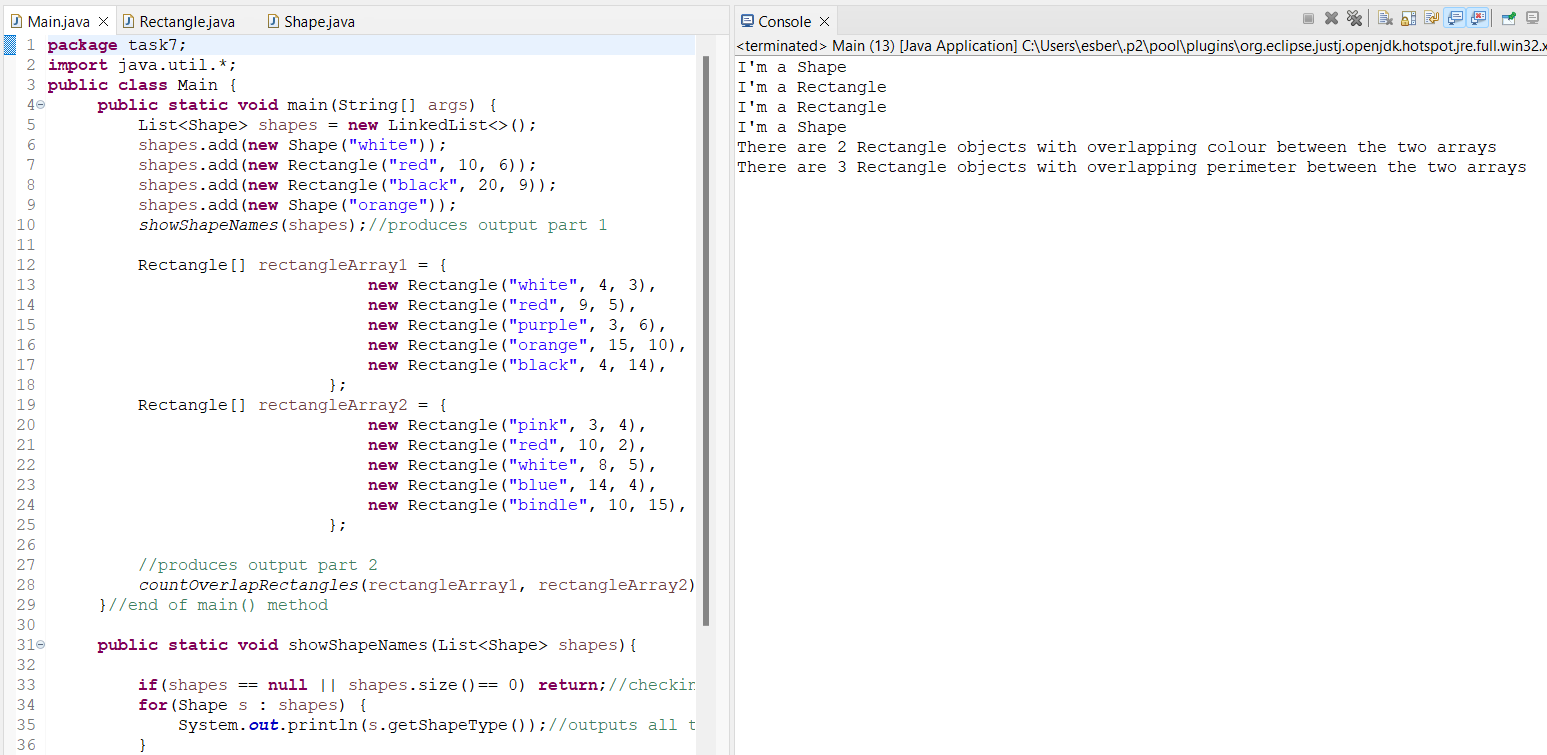 Main.java Rectangle.java Shape.java
1 package task7;
2 import java.util.*;
3 public class Main {
4 public static void main(String[] args) {
5 List<Shape> shapes = new LinkedList<>();
6 shapes.add(new Shape("white"));
7 shapes.add(new Rectangle("red", 10, 6));
8 shapes.add(new Rectangle("black", 20, 9));
9 shapes.add(new Shape("orange"));
10 showShapeNames(shapes);//produces output part 1
11
12 Rectangle[] rectangleArray1 = {
13 new Rectangle("white", 4, 3),
14 new Rectangle("red", 9, 5),
15 new Rectangle("purple", 3, 6),
16 new Rectangle("orange", 15, 10),
17 new Rectangle("black", 4, 14),
18 };
19 Rectangle[] rectangleArray2 = {
20 new Rectangle("pink", 3, 4),
21 new Rectangle("red", 10, 2),
22 new Rectangle("white", 8, 5),
23 new Rectangle("blue", 14, 4),
24 new Rectangle("bindle", 10, 15),
25 };
26
27 //produces output part 2
28 countOverlapRectangles(rectangleArray1, rectangleArray2)
29 }//end of main() method
30
31 public static void showShapeNames(List<Shape> shapes){
32
33 if(shapes == null || shapes.size()== 0) return;//checkin
34 for(Shape s : shapes) {
35 System.out.println(s.getShapeType());//outputs all t
36 }
Console
<terminated> Main (13) [Java Application] C:\Users\esber\.p2\pool\plugins\org.eclipse.justj.openjdk.hotspot.jre.full.win32.x
I'm a Shape
I'm a Rectangle
I'm a Rectangle
I'm a Shape
There are 2 Rectangle objects with overlapping colour between the two arrays
There are 3 Rectangle objects with overlapping perimeter between the two arrays